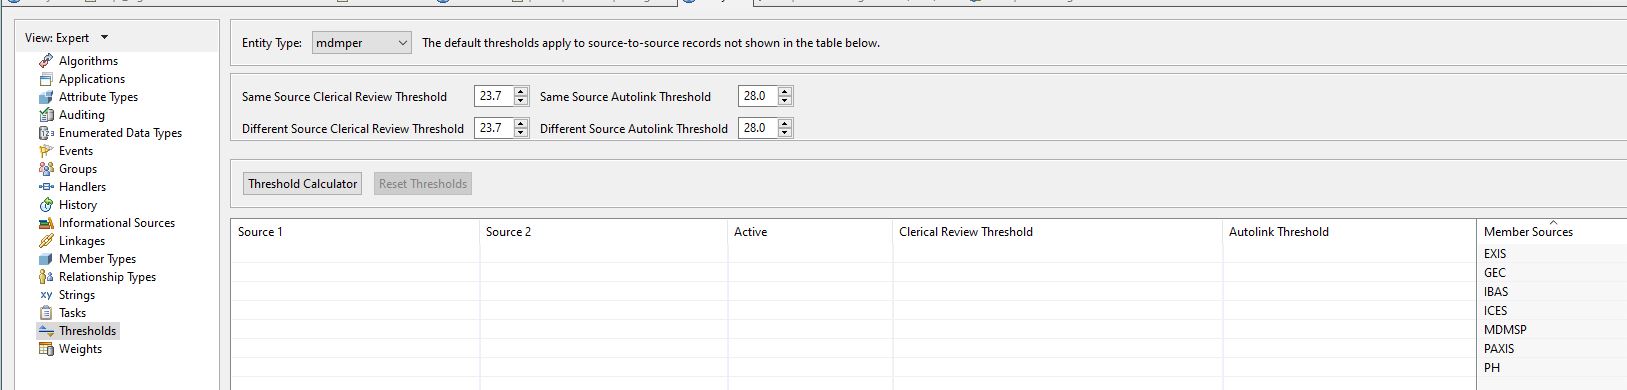 View: Expert
Algorithms
Applications
Attribute Types
Auditing
Enumerated Data Types
Events
Groups
Handlers
History
Informational Sources
Linkages
Member Types
Relationship Types
Strings
Tasks
Thresholds
Weights
Entity Type: mdmper The default thresholds apply to source-to-source records not shown in the table below.
Same Source Clerical Review Threshold 23.7 Same Source Autolink Threshold 28.0
Different Source Clerical Review Threshold 23.7 Different Source Autolink Threshold 28.0
Threshold Calculator Reset Thresholds
Source 1 Source 2 Active Clerical Review Threshold Autolink Threshold Member Sources
EXIS
GEC
IBAS
ICES
MDMSP
PAXIS
PH